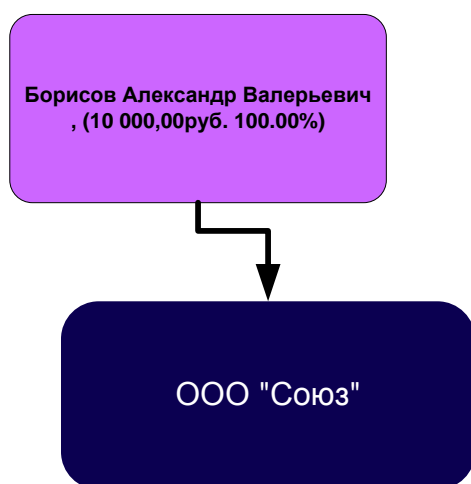 Борисов Александр Валерьевич
, (10 000,00руб. 100.00%)
ООО "Союз"